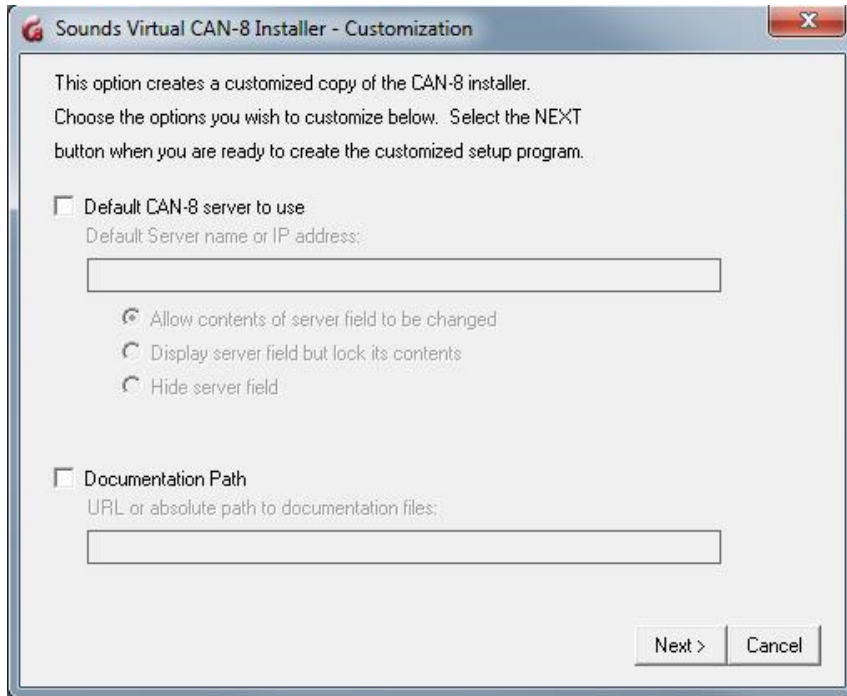 Sounds Virtual CAN-8 Installer - Customization
This option creates a customized copy of the CAN-8 installer.
Choose the options you wish to customize below. Select the NEXT
button when you are ready to create the customized setup program.
Default CAN-8 server to use
Default Server name or IP address:
Allow contents of server field to be changed
Display server field but lock its contents
Hide server field
Documentation Path
URL or absolute path to documentation files:
Next >
Cancel